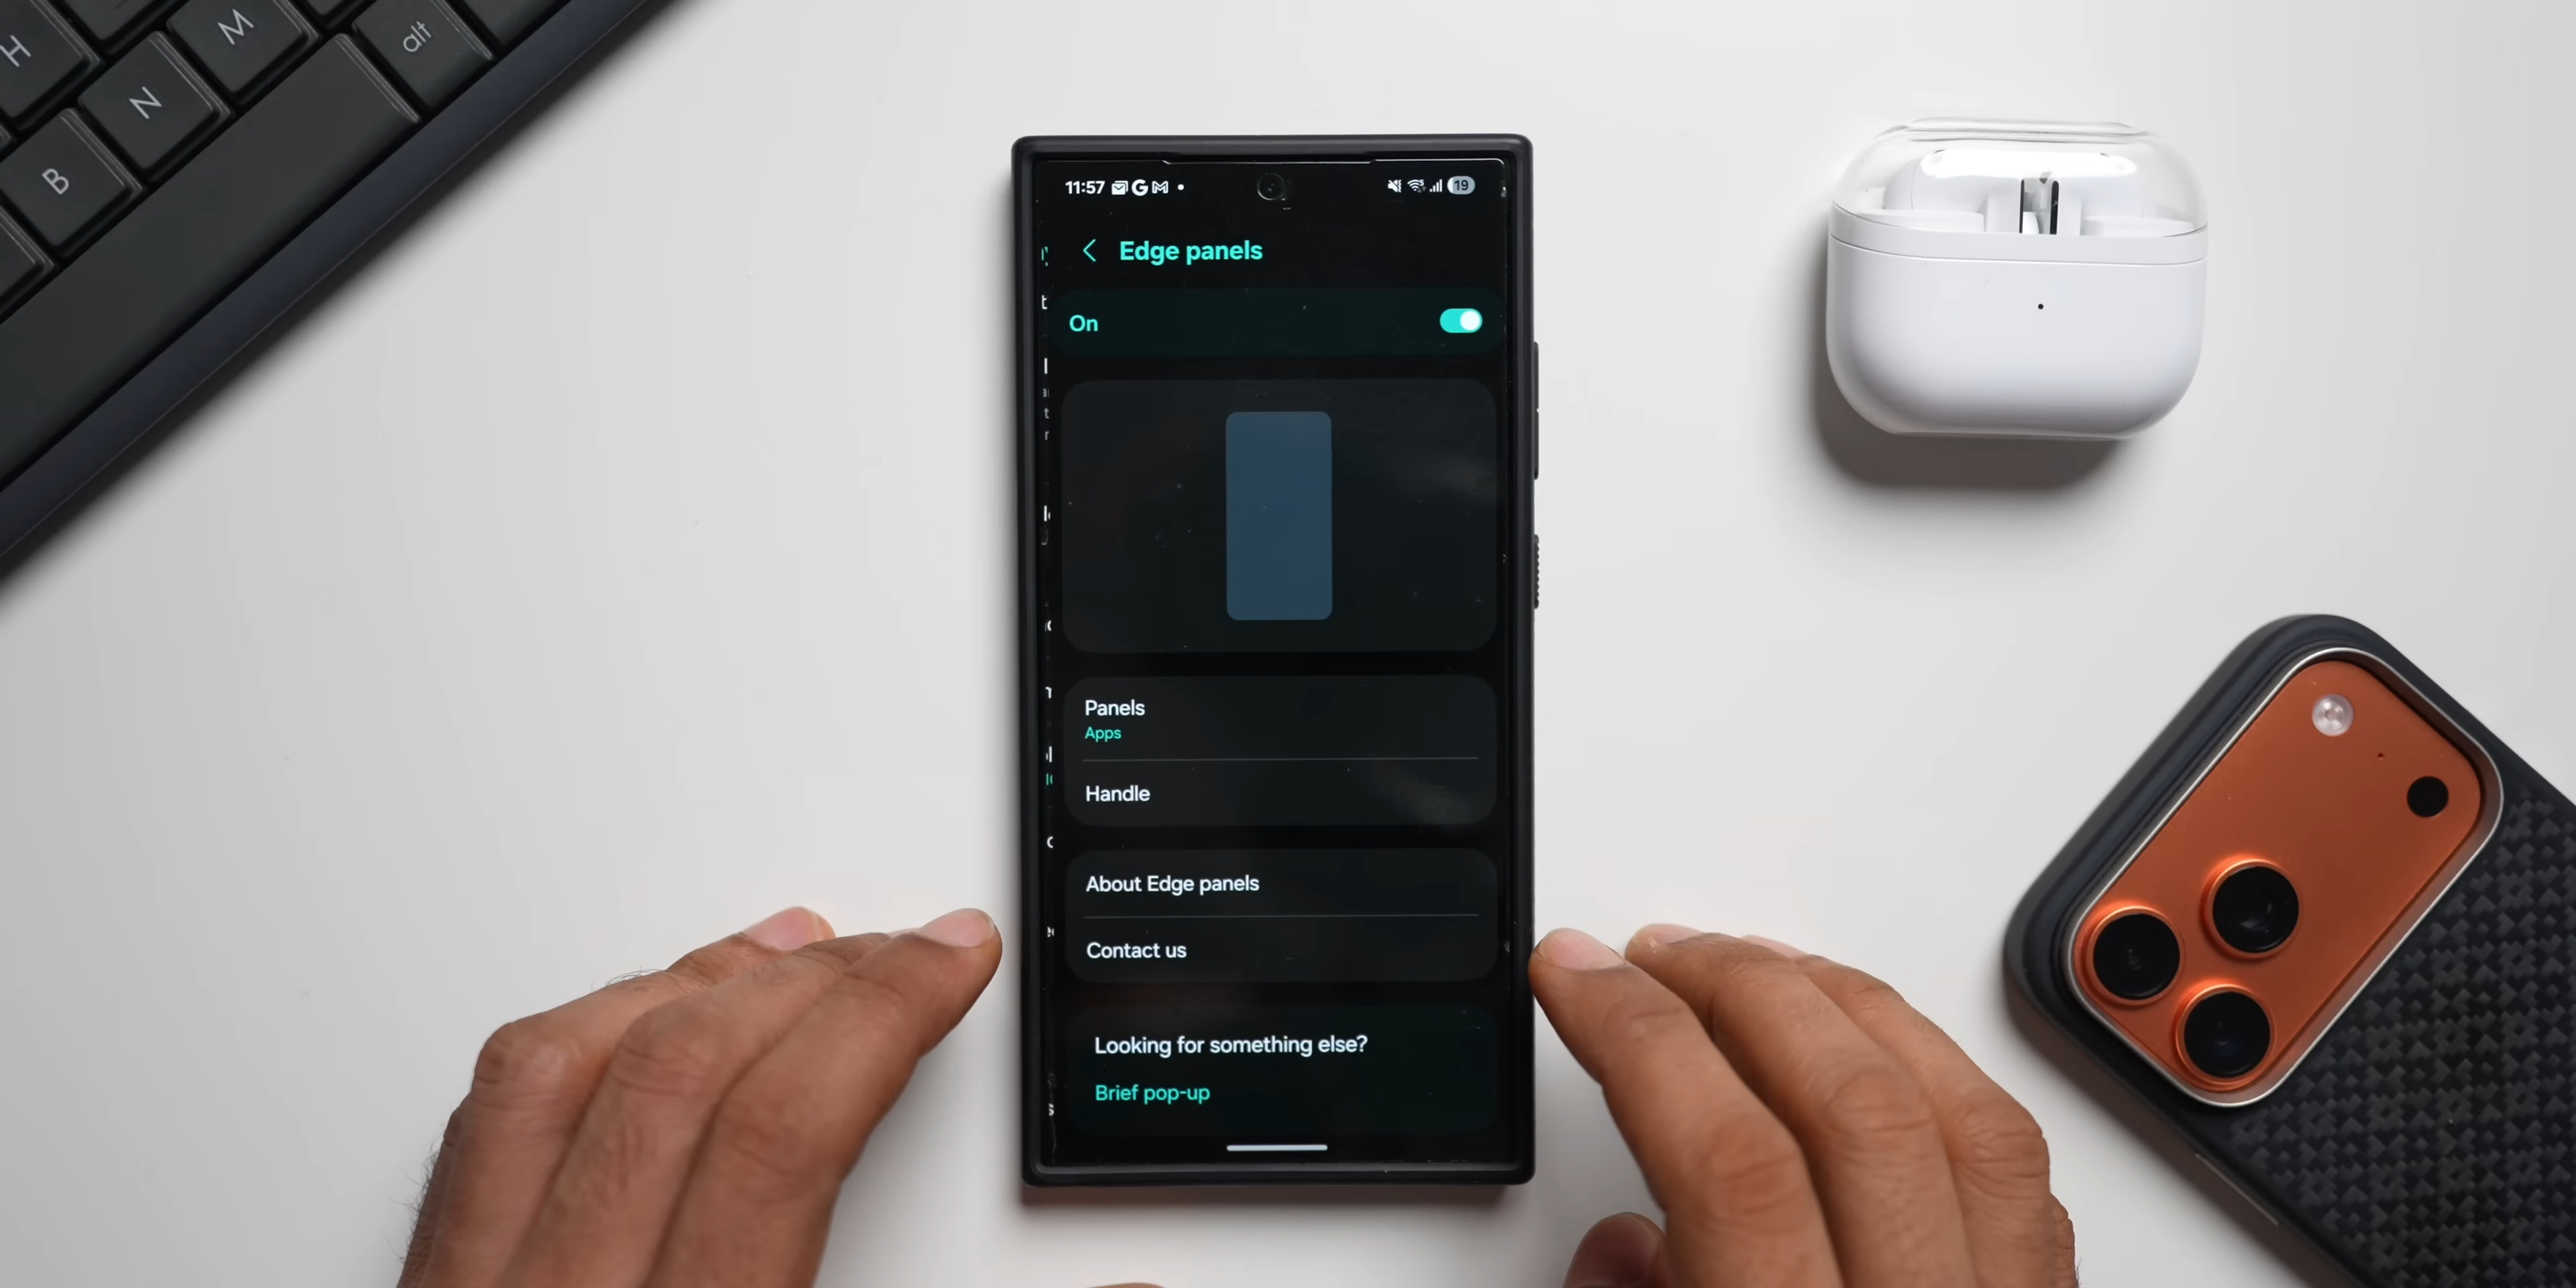 H
M
alt
N
B
11:57
19
Edge panels
On
Panels
Apps
Handle
About Edge panels
Contact us
Looking for something else?
Brief pop-up